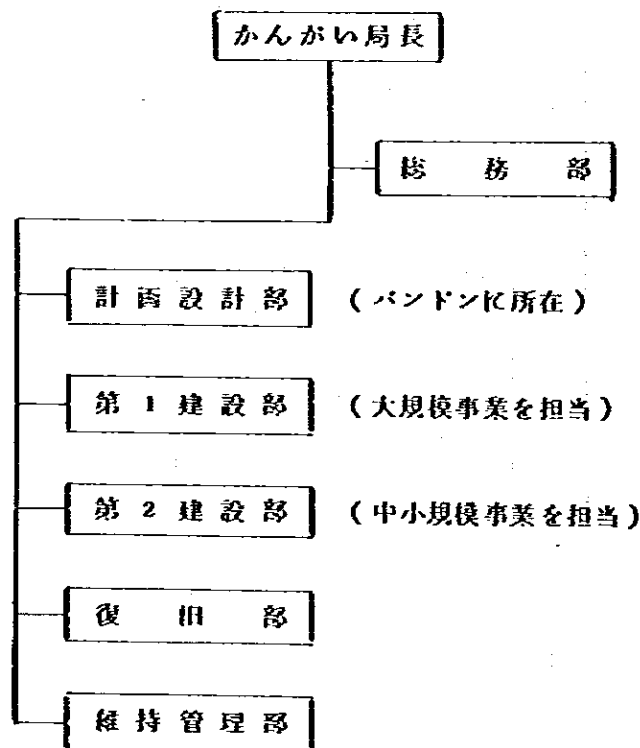 かんがい局長
総務部
計画設計部 (バンドンに所在)
第1建設部 (大規模事業を担当)
第2建設部 (中小規模事業を担当)
復旧部
維持管理部